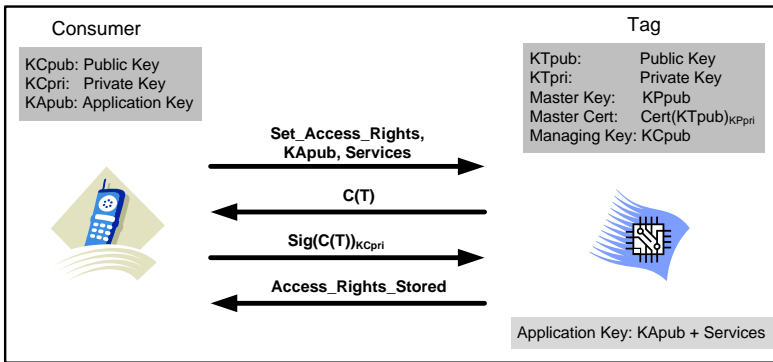 Consumer
KCpub: Public Key
KCpri: Private Key
KApub: Application Key
Tag
KTpub: Public Key
KTpri: Private Key
Master Key: KPpub
Master Cert: Cert(KTpub)KPpri
Managing Key: KCpub
Set_Access_Rights,
KApub, Services
C(T)
Sig(C(T))KCpri
Access_Rights_Stored
Application Key: KApub + Services